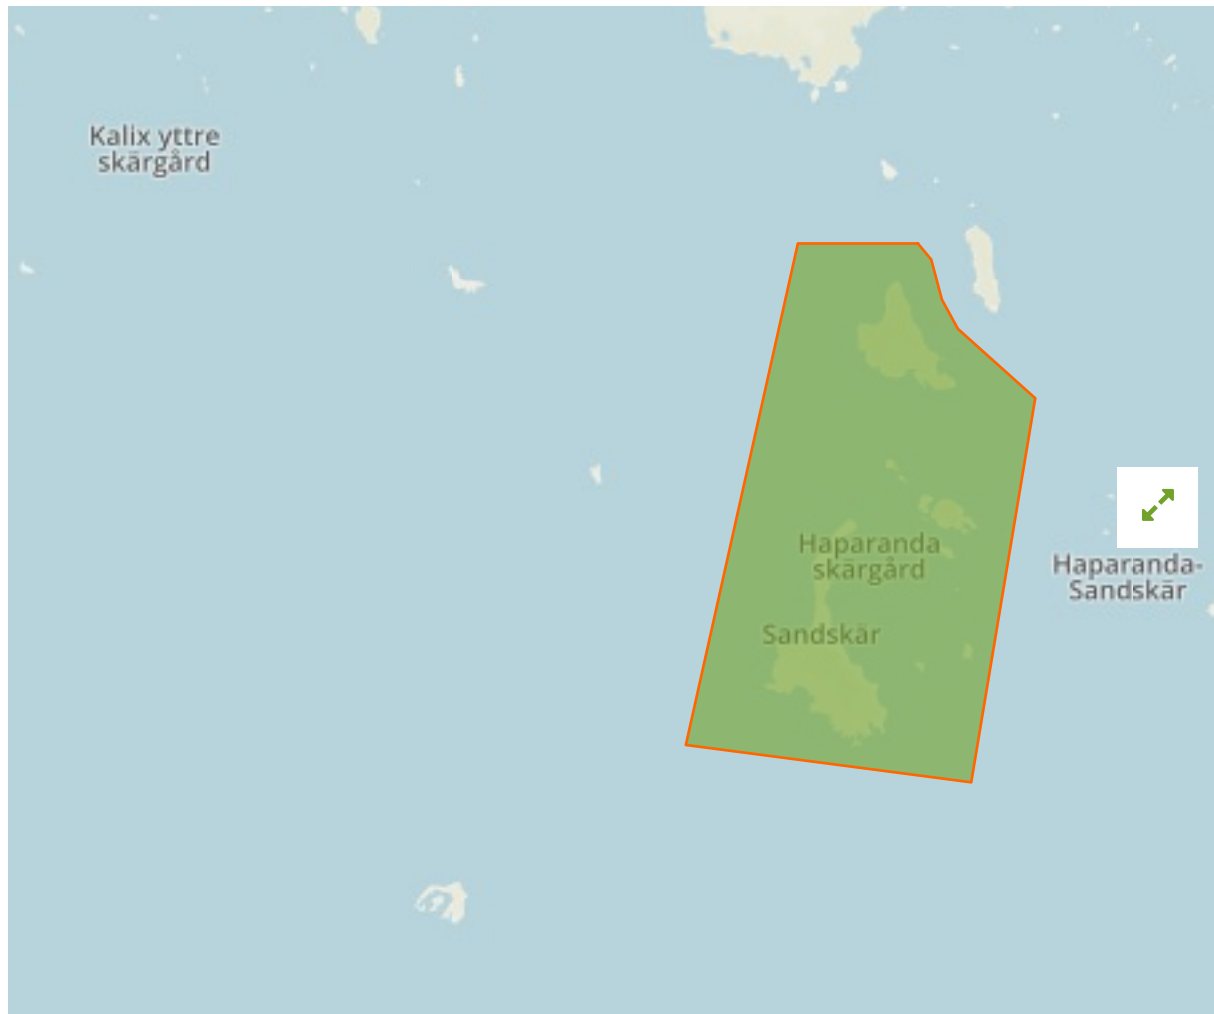 Kalix yttre
skärgård
Haparanda
skärgård
Haparanda-
Sandskär
Sandskär